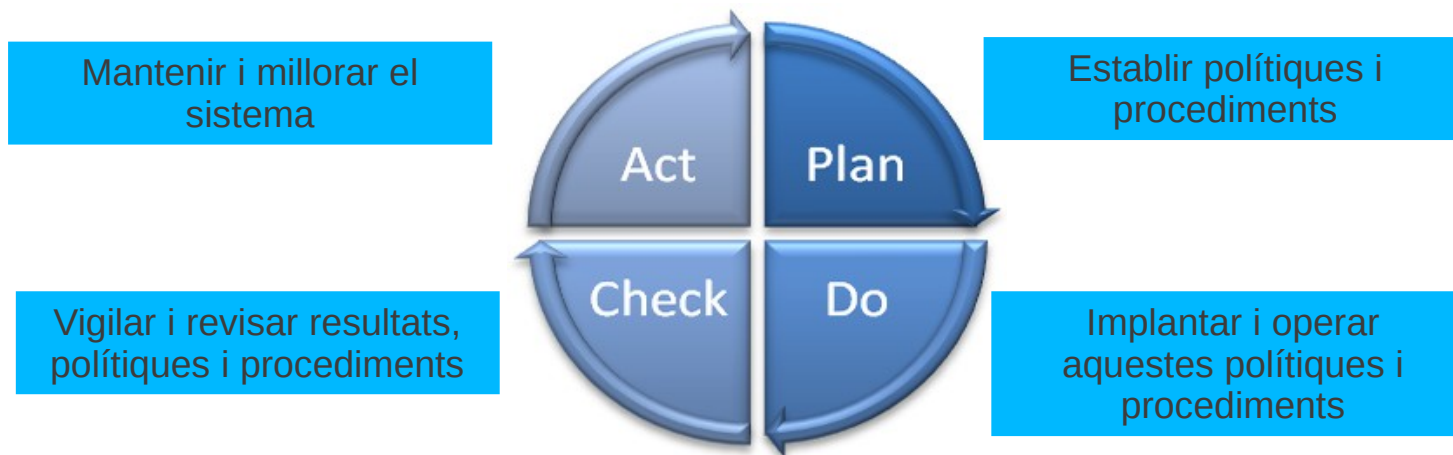 Mantenir i millorar el
sistema
Act
Plan
Establir polítiques i
procediments
Vigilar i revisar resultats,
polítiques i procediments
Check
Do
Implantar i operar
aquestes polítiques i
procediments